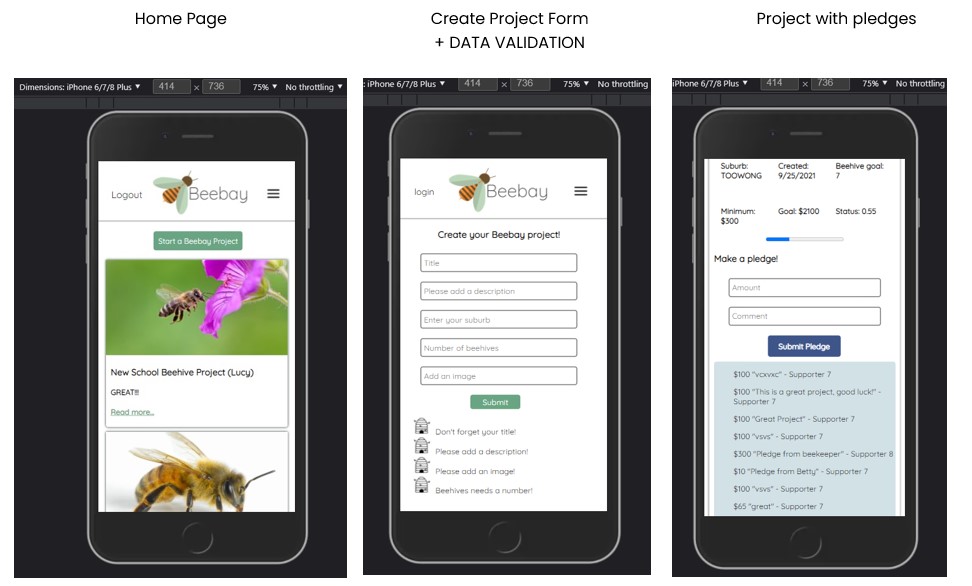 Home Page
Create Project Form
+ DATA VALIDATION
Project with pledges
Dimensions: iPhone 6/7/8 Plus ▼ 414 × 736 75% ▼ No throttling ▼
Logout Beebay
Start a Beebay Project
New School Beehive Project (Lucy)
GREAT!!!
Read more...
: iPhone 6/7/8 Plus ▼ 414 × 736 75% ▼ No throttling
login Beebay
Create your Beebay project!
Title
Please add a description
Enter your suburb
Number of beehives
Add an image
Submit
Don't forget your title!
Please add a description!
Please add an image!
Beehives needs a number!
iPhone 6/7/8 Plus ▼ 414 × 736 75% ▼ No throttling
Suburb: Created: Beehive goal:
TOOWONG 9/25/2021 7
Minimum: Goal: $2100 Status: 0.55
$300
Make a pledge!
Amount
Comment
Submit Pledge
$100 "vcxvxc" - Supporter 7
$100 "This is a great project, good luck!" -
Supporter 7
$100 "Great Project" - Supporter 7
$100 "vsvs" - Supporter 7
$300 "Pledge from beekeeper" - Supporter 8
$10 "Pledge from Betty" - Supporter 7
$100 "vsvs" - Supporter 7
$65 "great" - Supporter 7